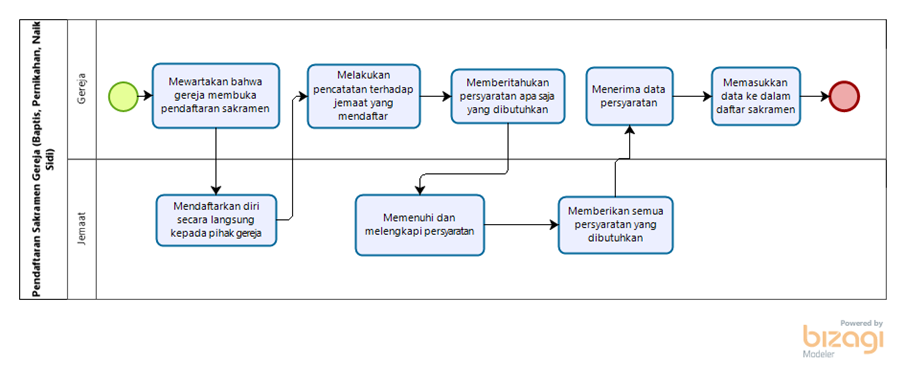 Pendaftaran Sakramen Gereja (Baptis, Pernikahan, Naik
Sidi)
Gereja
Mewartakan bahwa
gereja membuka
pendaftaran sakramen
Melakukan
pencatatan terhadap
jemaat yang
mendaftar
Memberitahukan
persyaratan apa saja
yang dibutuhkan
Menerima data
persyaratan
Memasukkan
data ke dalam
daftar sakramen
Jemaat
Mendaftarkan diri
secara langsung
kepada pihak gereja
Memenuhi dan
melengkapi persyaratan
Memberikan semua
persyaratan yang
dibutuhkan
Powered by
bizagi
Modeler